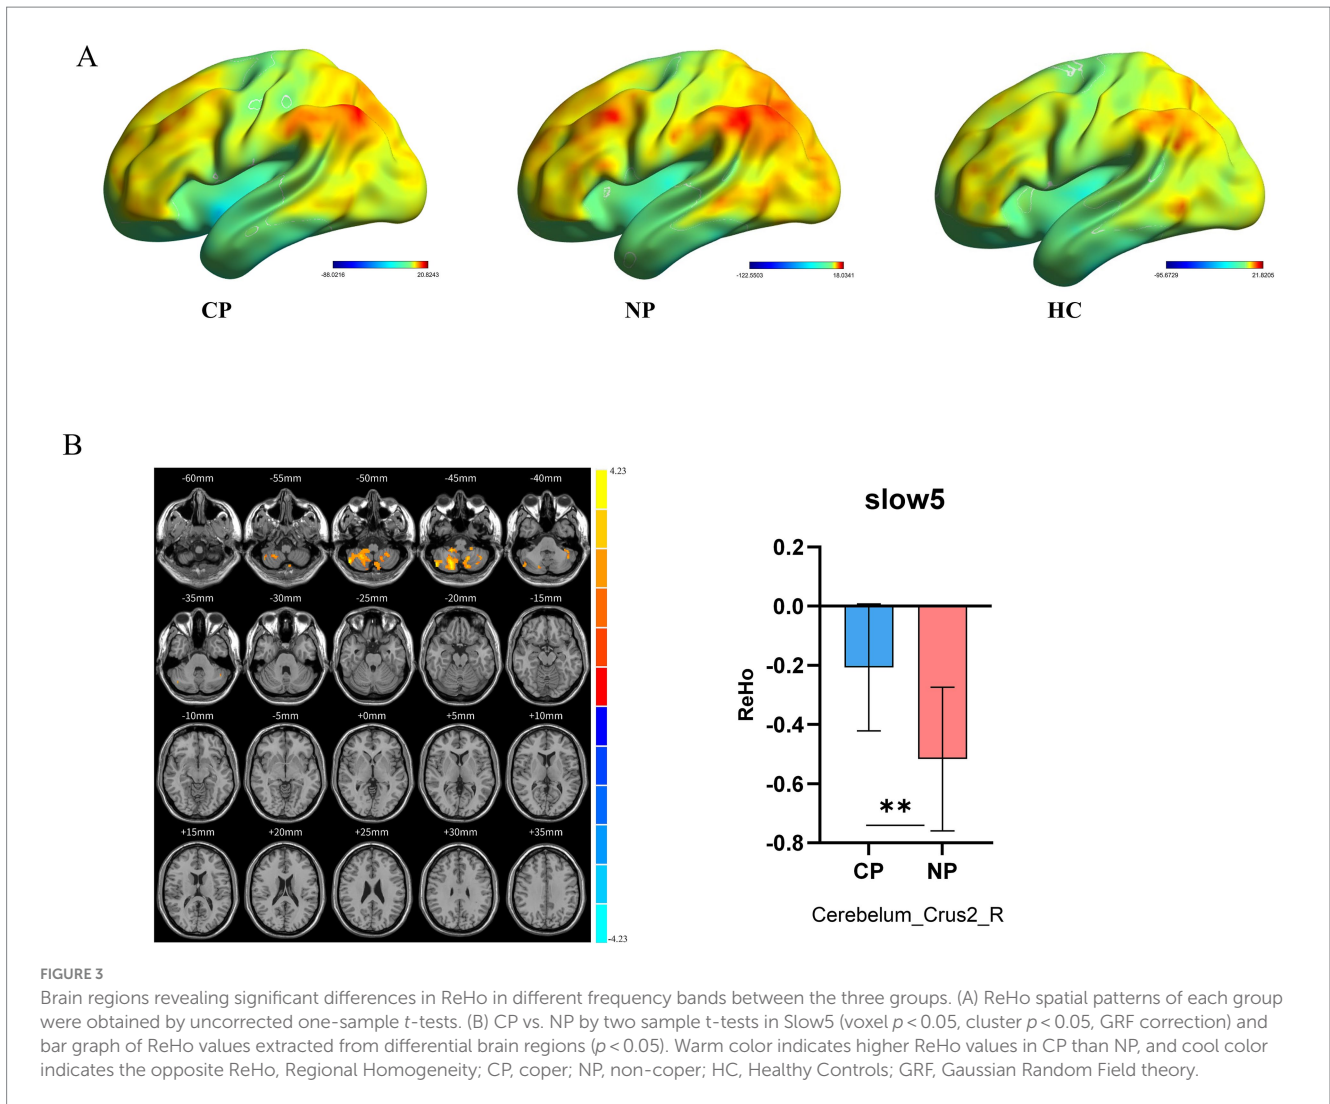 A
-88.0216 20.8243
-122.5503 18.0341
-95.6729 21.8205
CP NP HC
B
-60mm -55mm -50mm -45mm -40mm
4.23
-35mm -30mm -25mm -20mm -15mm
-10mm -5mm +0mm +5mm +10mm
+15mm +20mm +25mm +30mm +35mm
-4.23
slow5
0.2
0.0
-0.2
-0.4
-0.6
-0.8
ReHo
**
CP NP
Cerebelum_Crus2_R
FIGURE 3
Brain regions revealing significant differences in ReHo in different frequency bands between the three groups. (A) ReHo spatial patterns of each group
were obtained by uncorrected one-sample t-tests. (B) CP vs. NP by two sample t-tests in Slow5 (voxel p < 0.05, cluster p < 0.05, GRF correction) and
bar graph of ReHo values extracted from differential brain regions (p < 0.05). Warm color indicates higher ReHo values in CP than NP, and cool color
indicates the opposite ReHo, Regional Homogeneity; CP, coper; NP, non-coper; HC, Healthy Controls; GRF, Gaussian Random Field theory.